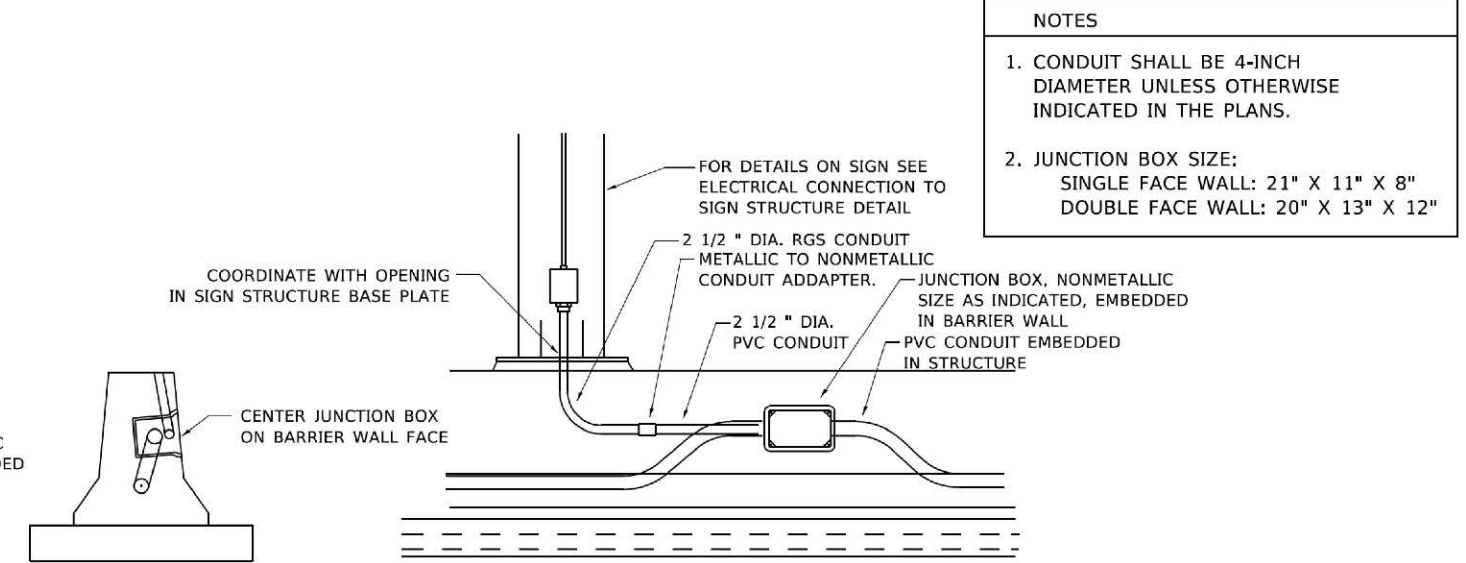 NOTES
1. CONDUIT SHALL BE 4-INCH
DIAMETER UNLESS OTHERWISE
INDICATED IN THE PLANS.
2. JUNCTION BOX SIZE:
SINGLE FACE WALL: 21" X 11" X 8"
DOUBLE FACE WALL: 20" X 13" X 12"
FOR DETAILS ON SIGN SEE
ELECTRICAL CONNECTION TO
SIGN STRUCTURE DETAIL
2 1/2 " DIA. RGS CONDUIT
METALLIC TO NONMETALLIC
CONDUIT ADDAPTER.
COORDINATE WITH OPENING
IN SIGN STRUCTURE BASE PLATE
JUNCTION BOX, NONMETALLIC
SIZE AS INDICATED, EMBEDDED
IN BARRIER WALL
2 1/2 " DIA.
PVC CONDUIT
PVC CONDUIT EMBEDDED
IN STRUCTURE
CENTER JUNCTION BOX
ON BARRIER WALL FACE
C
DED